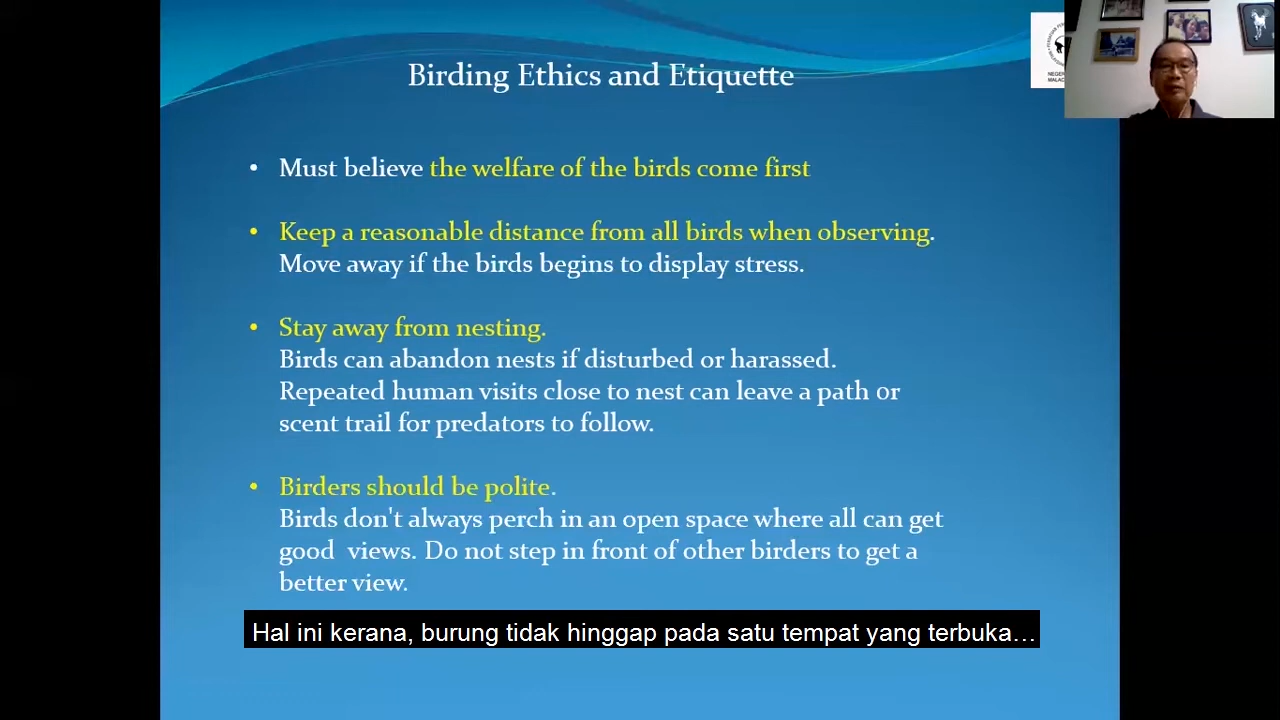 Birding Ethics and Etiquette
NEGER
MALAC
• Must believe the welfare of the birds come first
• Keep a reasonable distance from all birds when observing.
Move away if the birds begins to display stress.
• Stay away from nesting.
Birds can abandon nests if disturbed or harassed.
Repeated human visits close to nest can leave a path or
scent trail for predators to follow.
• Birders should be polite.
Birds don't always perch in an open space where all can get
good  views. Do not step in front of other birders to get a
better view.
Hal ini kerana, burung tidak hinggap pada satu tempat yang terbuka…